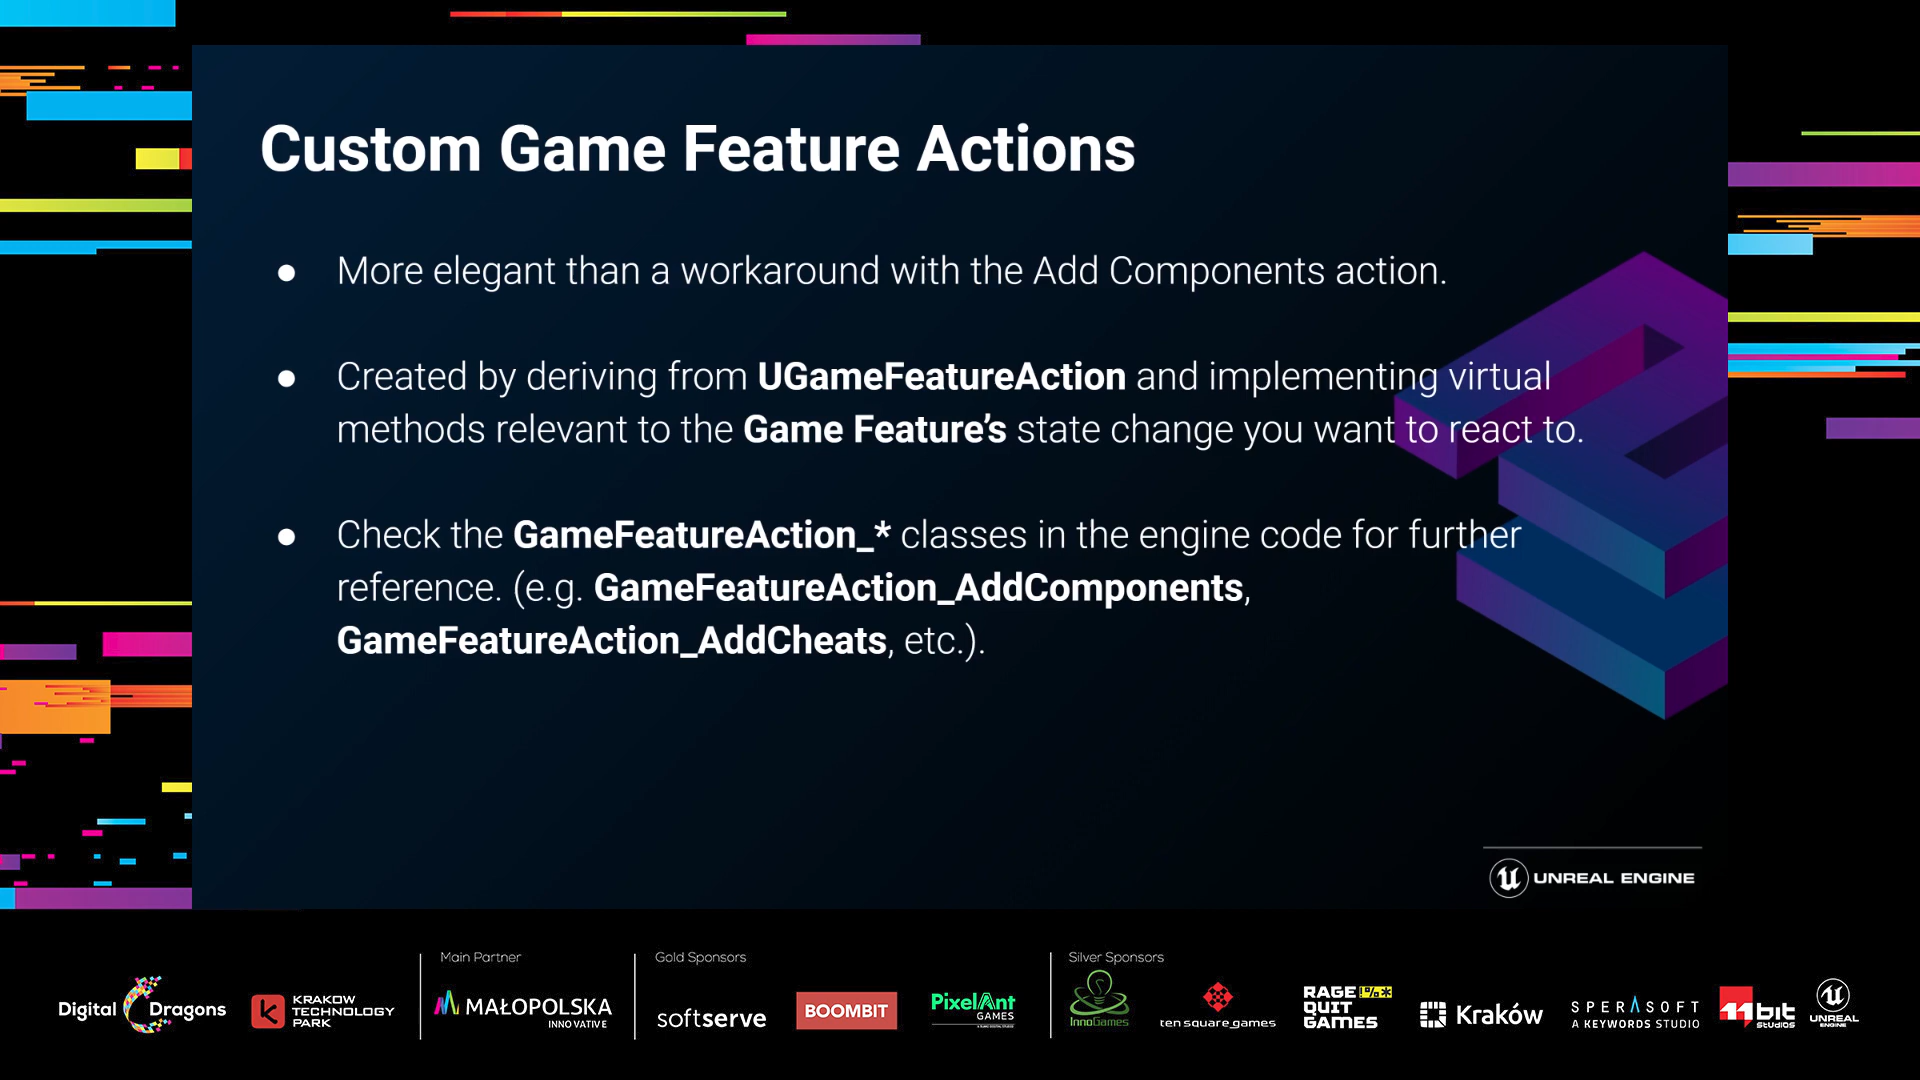 Custom Game Feature Actions
● More elegant than a workaround with the Add Components action.
● Created by deriving from UGameFeatureAction and implementing virtual
methods relevant to the Game Feature’s state change you want to react to.
● Check the GameFeatureAction_* classes in the engine code for further
reference. (e.g. GameFeatureAction_AddComponents,
GameFeatureAction_AddCheats, etc.).
UNREAL ENGINE
Digital Dragons
KRAKOW
TECHNOLOGY
PARK
Main Partner
MAŁOPOLSKA
INNOVATIVE
Gold Sponsors
softserve
BOOMBIT
PixelAnt
GAMES
Silver Sponsors
InnoGames
ten square games
RAGE !%*
QUIT
GAMES
Kraków
SPERASOFT
A KEYWORDS STUDIO
11 bit
studios
UNREAL
ENGINE